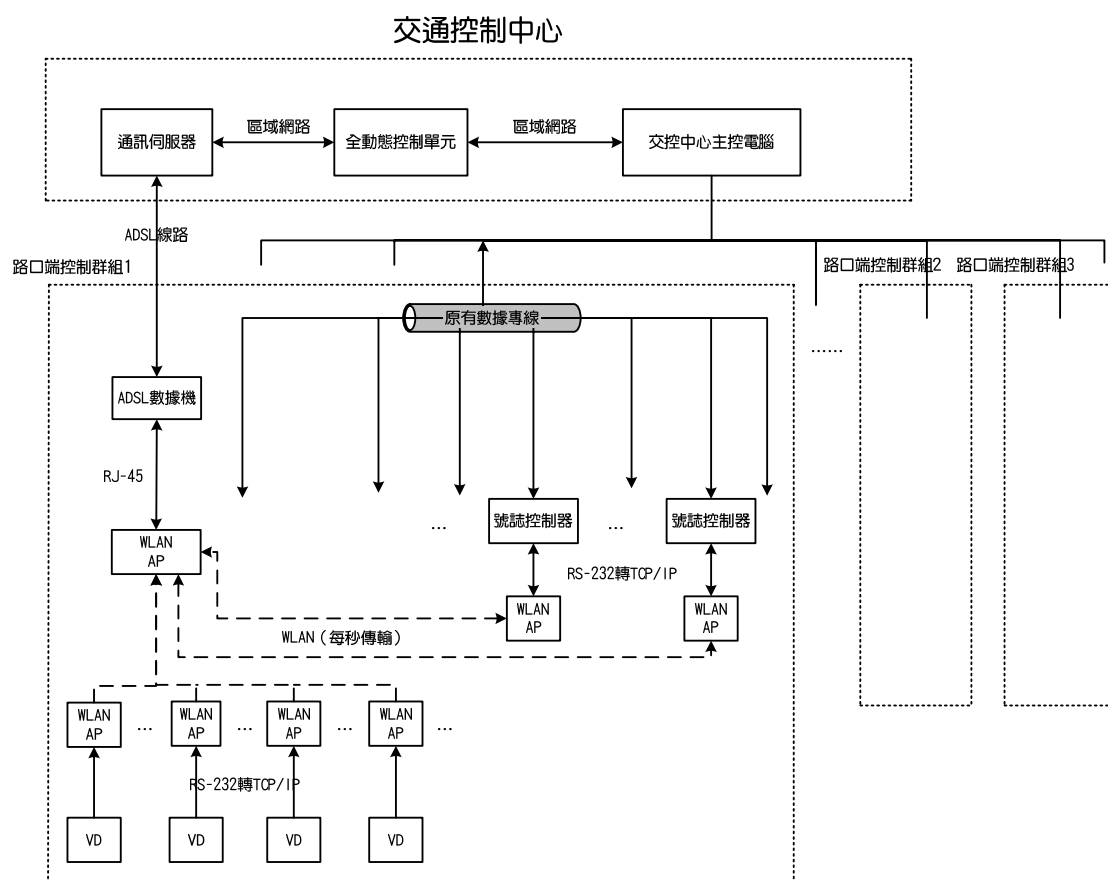 交通控制中心
通訊伺服器
區域網路
全動態控制單元
區域網路
交控中心主控電腦
ADSL線路
路口端控制群組1
路口端控制群組2
路口端控制群組3
原有數據專線
......
ADSL數據機
RJ-45
...
號誌控制器
...
號誌控制器
WLAN
AP
RS-232轉TCP/IP
WLAN
AP
WLAN
AP
WLAN(每秒傳輸)
WLAN
AP
...
WLAN
AP
...
WLAN
AP
...
WLAN
AP
...
RS-232轉TCP/IP
VD
VD
VD
VD